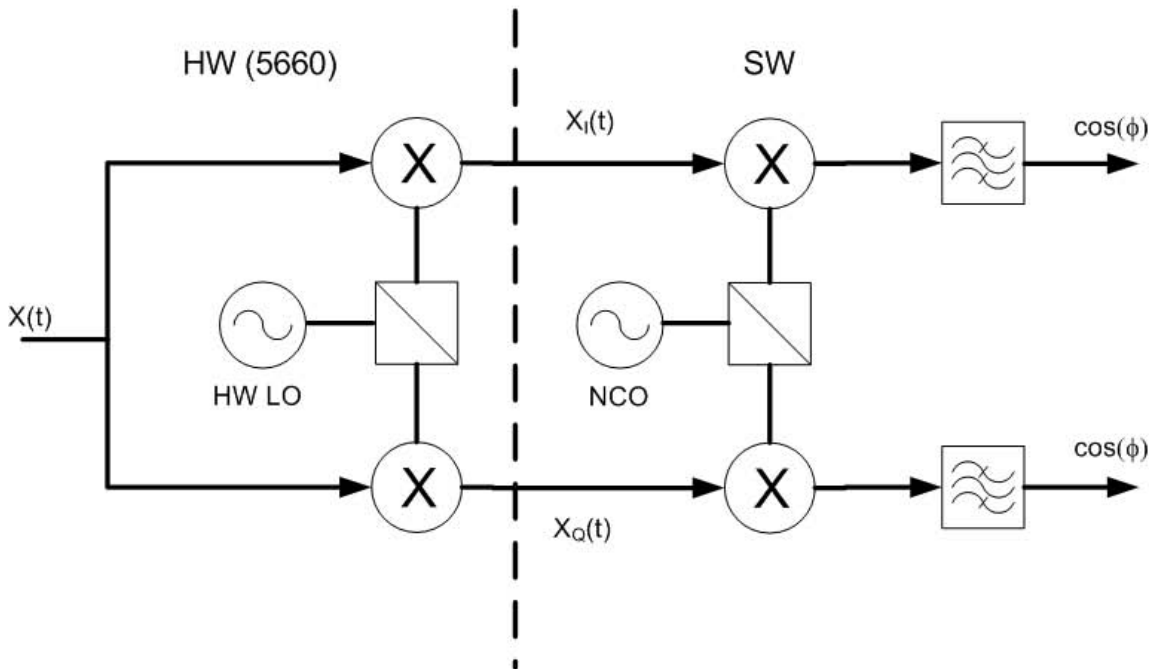 HW (5660)
SW
X_I(t)
cos(ϕ)
X
X
X(t)
HW LO
NCO
X
X
cos(ϕ)
X_Q(t)